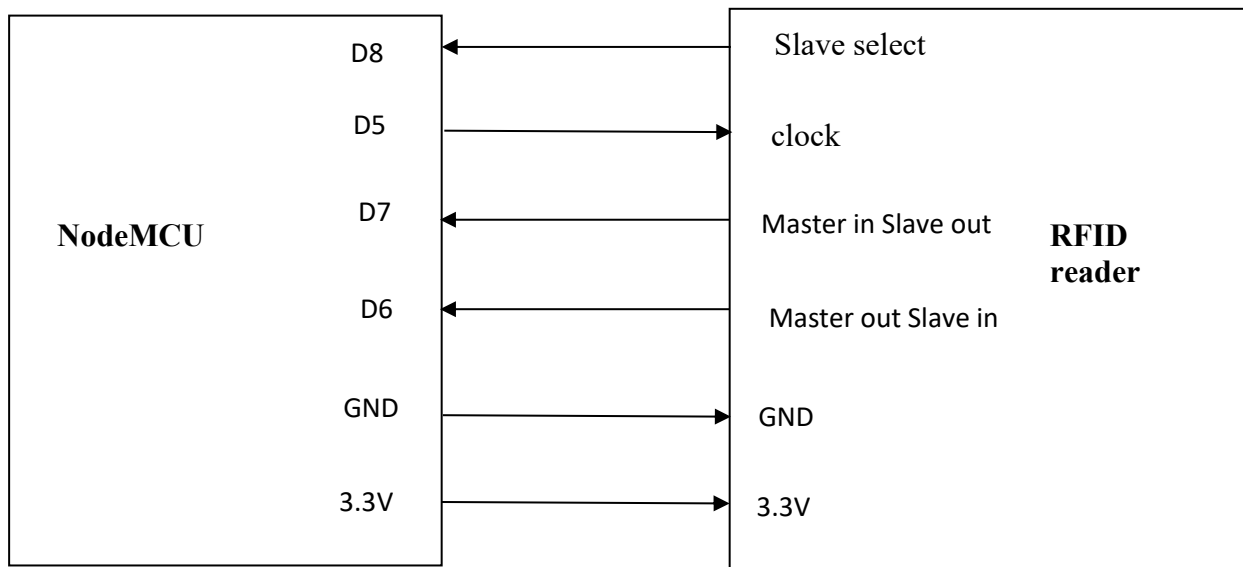 D8
Slave select
D5
clock
D7
Master in Slave out
NodeMCU
RFID
reader
D6
Master out Slave in
GND
GND
3.3V
3.3V